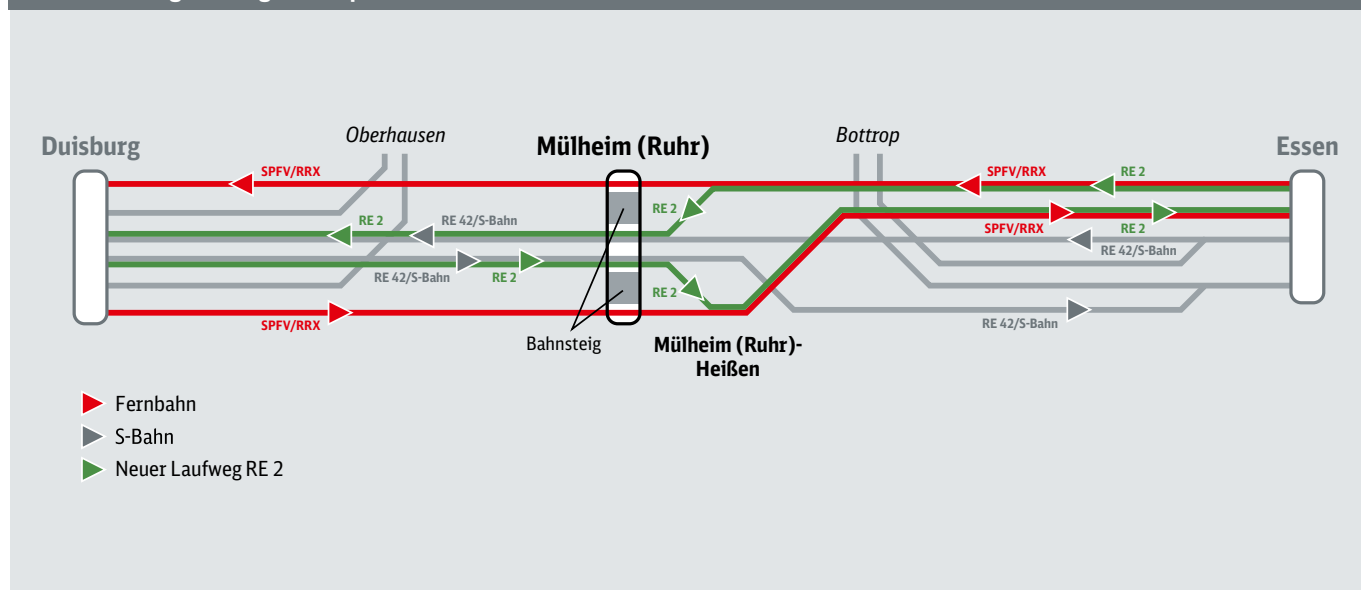 Duisburg
Oberhausen
Mülheim (Ruhr)
Bottrop
Essen
SPFV/RRX
SPFV/RRX
RE 2
RE 2
RE 2
RE 42/S-Bahn
SPFV/RRX
RE 2
RE 42/S-Bahn
RE 42/S-Bahn
RE 2
RE 2
SPFV/RRX
RE 42/S-Bahn
Bahnsteig
Mülheim (Ruhr)-
Heißen
Fernbahn
S-Bahn
Neuer Laufweg RE 2